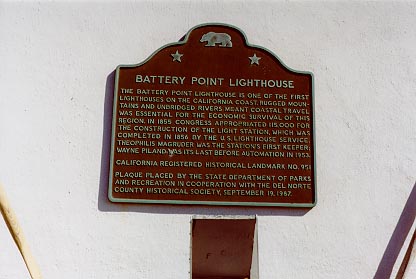 BATTERY POINT LIGHTHOUSE
THE BATTERY POINT LIGHTHOUSE IS ONE OF THE FIRST
LIGHTHOUSES ON THE CALIFORNIA COAST. RUGGED MOUN-
TAINS AND UNBRIDGED RIVERS MEANT COASTAL TRAVEL
WAS ESSENTIAL FOR THE ECONOMIC SURVIVAL OF THIS
REGION. IN 1855 CONGRESS APPROPRIATED $15,000 FOR
THE CONSTRUCTION OF THE LIGHT STATION, WHICH WAS
COMPLETED IN 1856 BY THE U.S. LIGHTHOUSE SERVICE.
THEOPHILIS MAGRUDER WAS THE STATION'S FIRST KEEPER;
WAYNE PILAND WAS ITS LAST BEFORE AUTOMATION IN 1953.
CALIFORNIA REGISTERED HISTORICAL LANDMARK NO. 951
PLAQUE PLACED BY THE STATE DEPARTMENT OF PARKS
AND RECREATION IN COOPERATION WITH THE DEL NORTE
COUNTY HISTORICAL SOCIETY, SEPTEMBER 19, 1987.